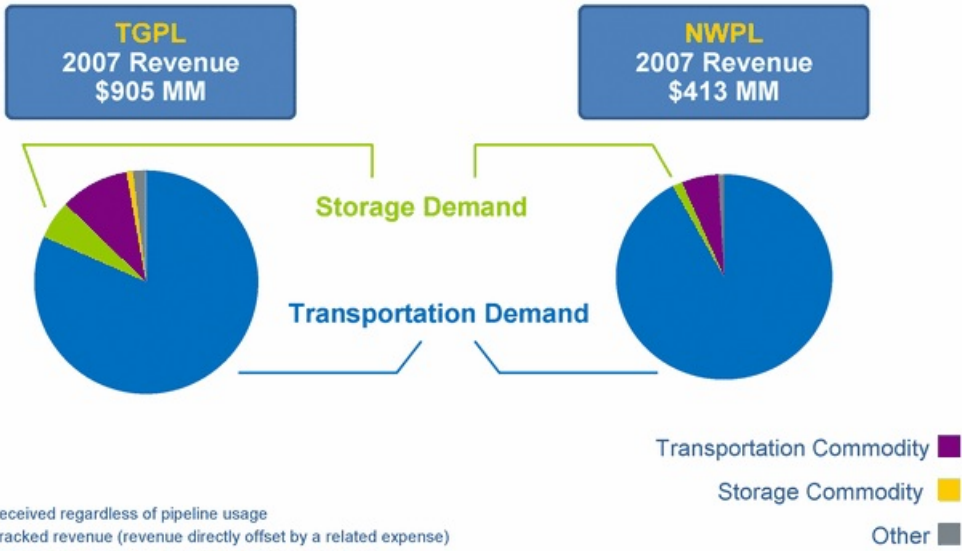 TGPL
2007 Revenue
$905 MM
NWPL
2007 Revenue
$413 MM
Storage Demand
Transportation Demand
Transportation Commodity
Storage Commodity
Other
eceived regardless of pipeline usage
racked revenue (revenue directly offset by a related expense)